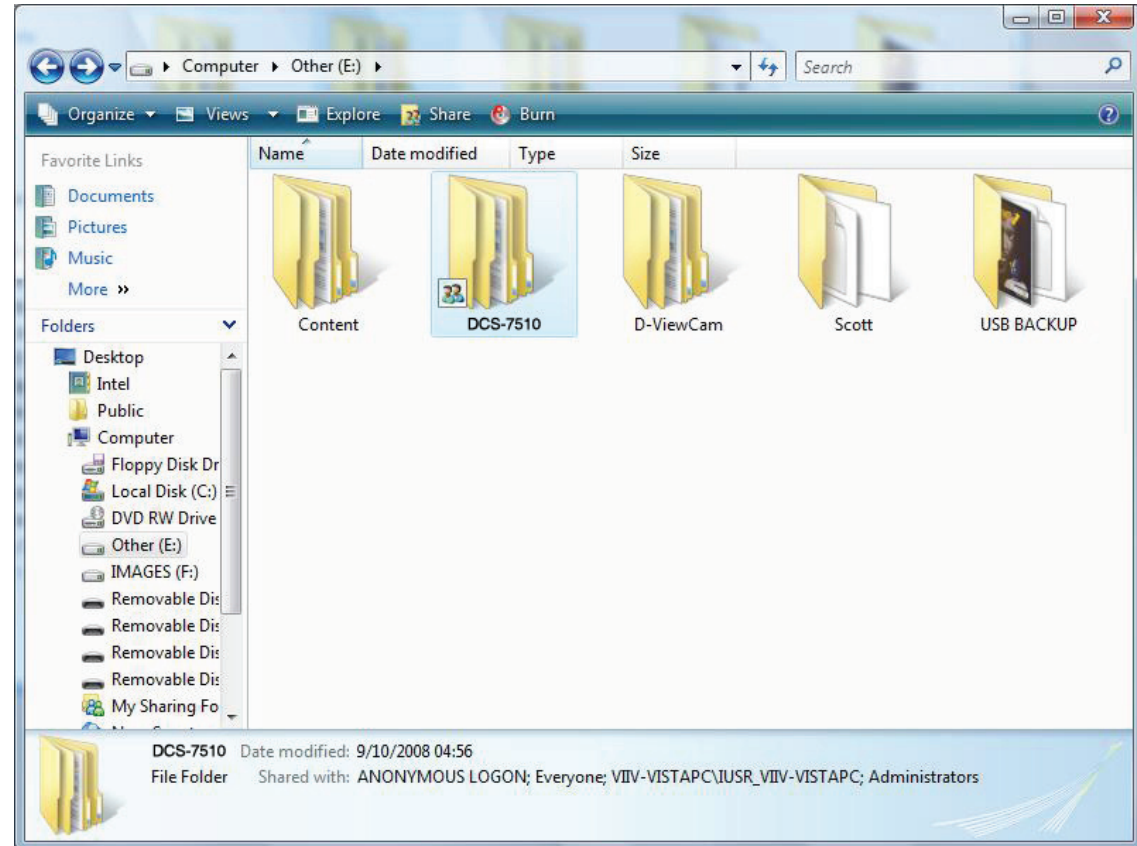 Computer Other (E:) Search
Organize Views Explore Share Burn
Favorite Links
Documents
Pictures
Music
More »
Folders
Desktop
Intel
Public
Computer
Floppy Disk Dr
Local Disk (C:)
DVD RW Drive
Other (E:)
IMAGES (F:)
Removable Dis
Removable Dis
Removable Dis
Removable Dis
My Sharing Fo
Name Date modified Type Size
Content DCS-7510 D-ViewCam Scott USB BACKUP
DCS-7510 Date modified: 9/10/2008 04:56
File Folder Shared with: ANONYMOUS LOGON; Everyone; VIIV-VISTAPC\IUSR_VIIV-VISTAPC; Administrators